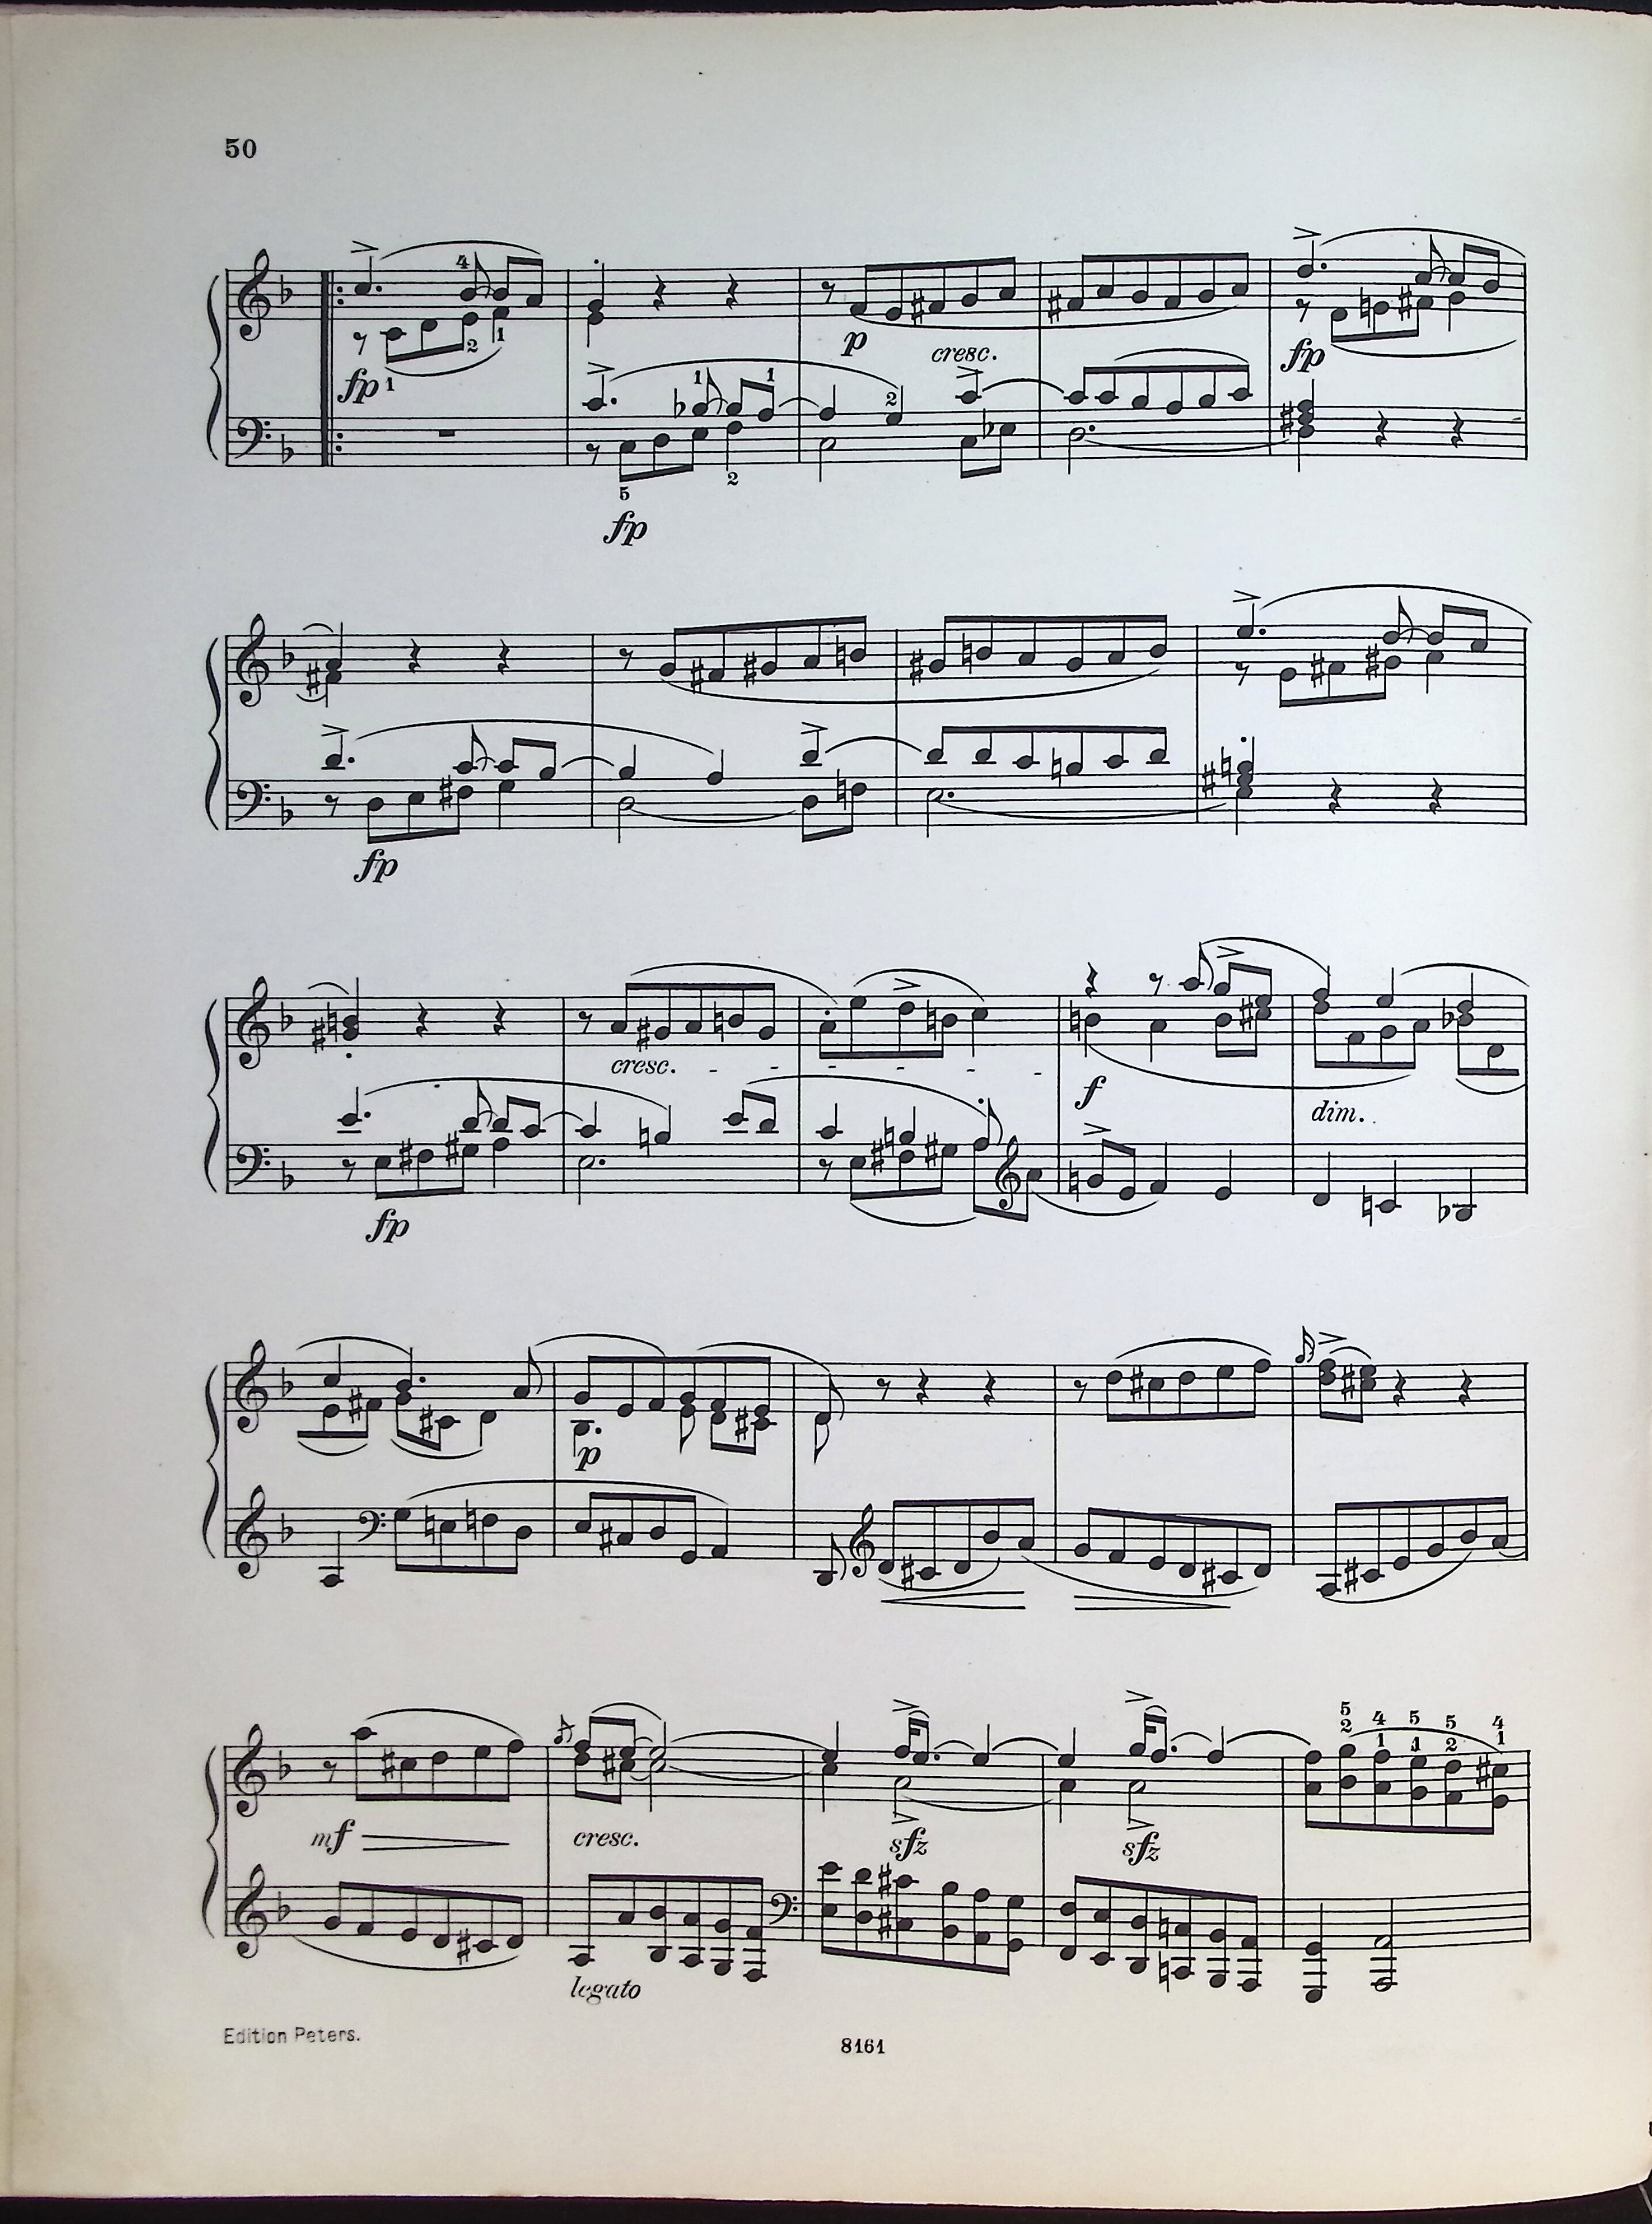 50
4
2 1
fp 1
p cresc.
fp
1 1 2
5 2
fp
fp
cresc. - - - - - -
f
dim.
fp
p
5 4 5 5 4
2 1 1 2 1
mf cresc. sfz sfz
legato
Edition Peters.
8161